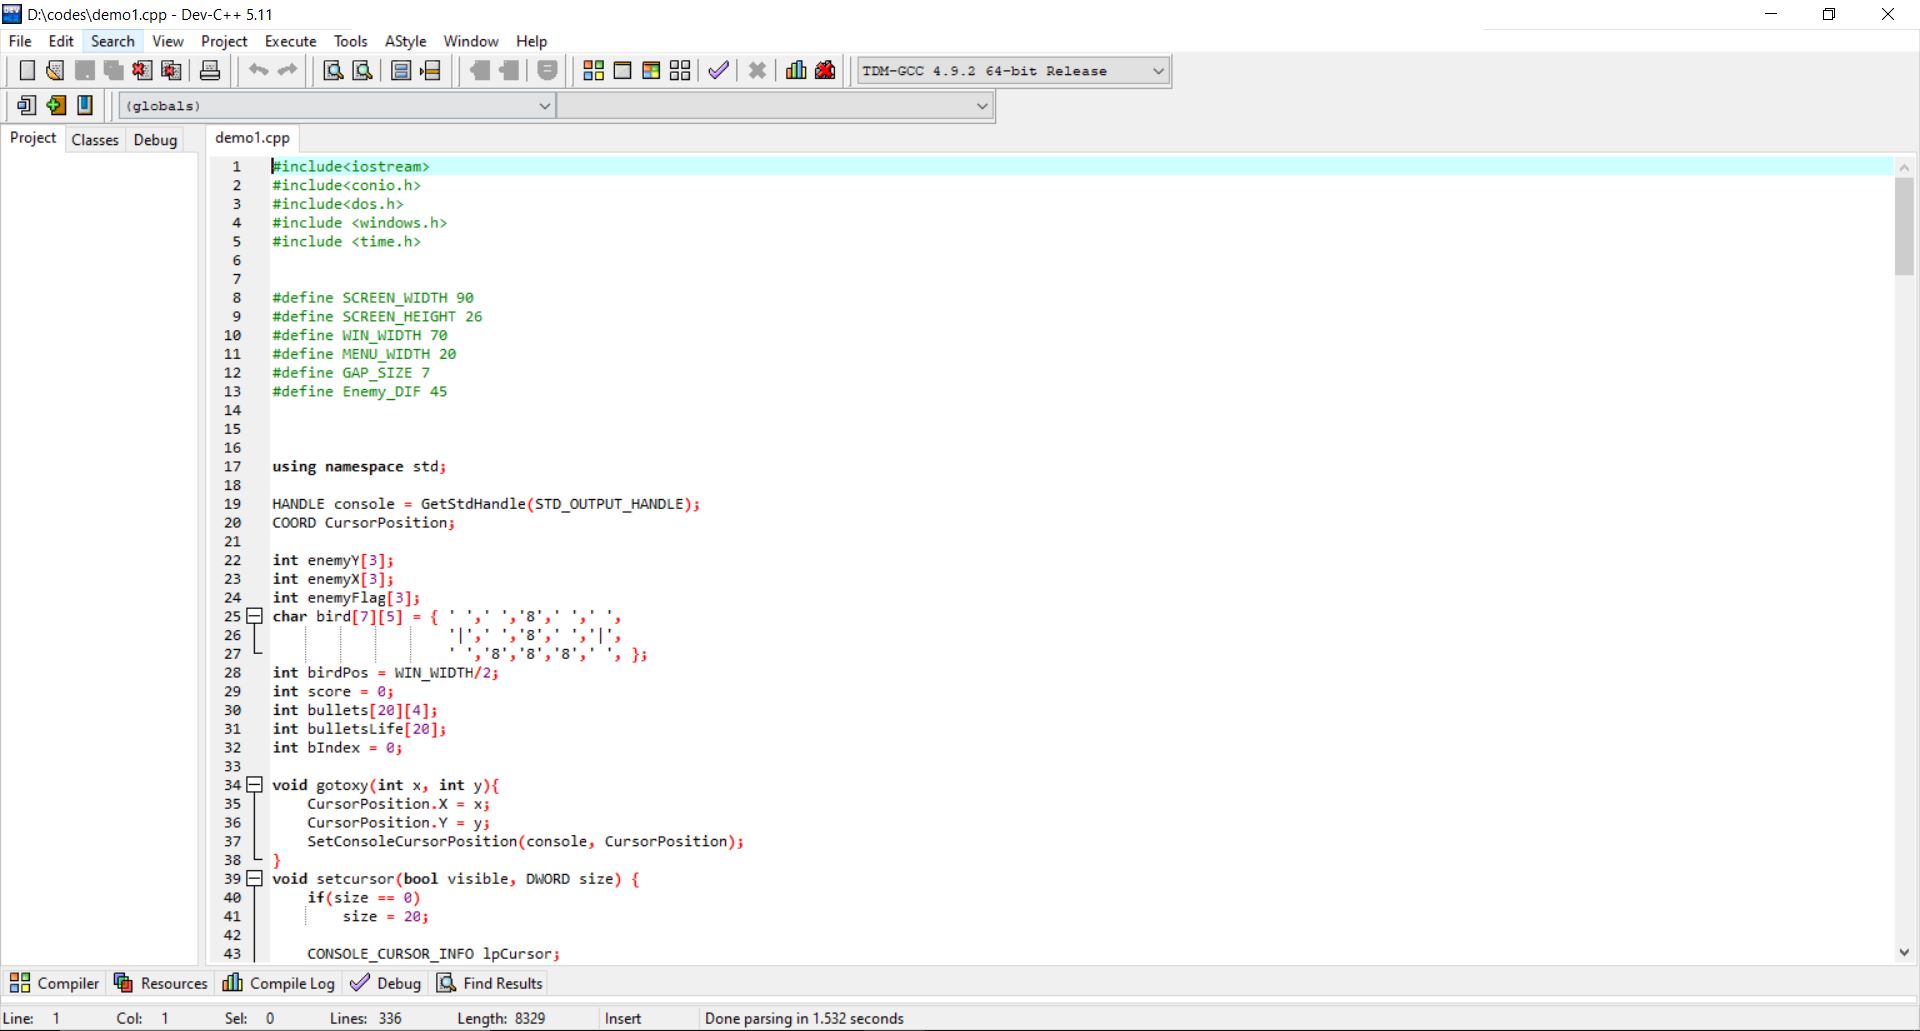 D:\codes\demo1.cpp - Dev-C++ 5.11
File Edit Search View Project Execute Tools AStyle Window Help
TDM-GCC 4.9.2 64-bit Release
(globals)
Project Classes Debug demo1.cpp
1 #include<iostream>
2 #include<conio.h>
3 #include<dos.h>
4 #include <windows.h>
5 #include <time.h>
6
7
8 #define SCREEN_WIDTH 90
9 #define SCREEN_HEIGHT 26
10 #define WIN_WIDTH 70
11 #define MENU_WIDTH 20
12 #define GAP_SIZE 7
13 #define Enemy_DIF 45
14
15
16
17 using namespace std;
18
19 HANDLE console = GetStdHandle(STD_OUTPUT_HANDLE);
20 COORD CursorPosition;
21
22 int enemyY[3];
23 int enemyX[3];
24 int enemyFlag[3];
25 char bird[7][5] = { ' ',' ','8',' ',' ',
26 '|',' ','8',' ','|',
27 ' ','8','8','8',' ', };
28 int birdPos = WIN_WIDTH/2;
29 int score = 0;
30 int bullets[20][4];
31 int bulletsLife[20];
32 int bIndex = 0;
33
34 void gotoxy(int x, int y){
35 CursorPosition.X = x;
36 CursorPosition.Y = y;
37 SetConsoleCursorPosition(console, CursorPosition);
38 }
39 void setcursor(bool visible, DWORD size) {
40 if(size == 0)
41 size = 20;
42
43 CONSOLE_CURSOR_INFO lpCursor;
Compiler Resources Compile Log Debug Find Results
Line: 1 Col: 1 Sel: 0 Lines: 336 Length: 8329 Insert Done parsing in 1.532 seconds